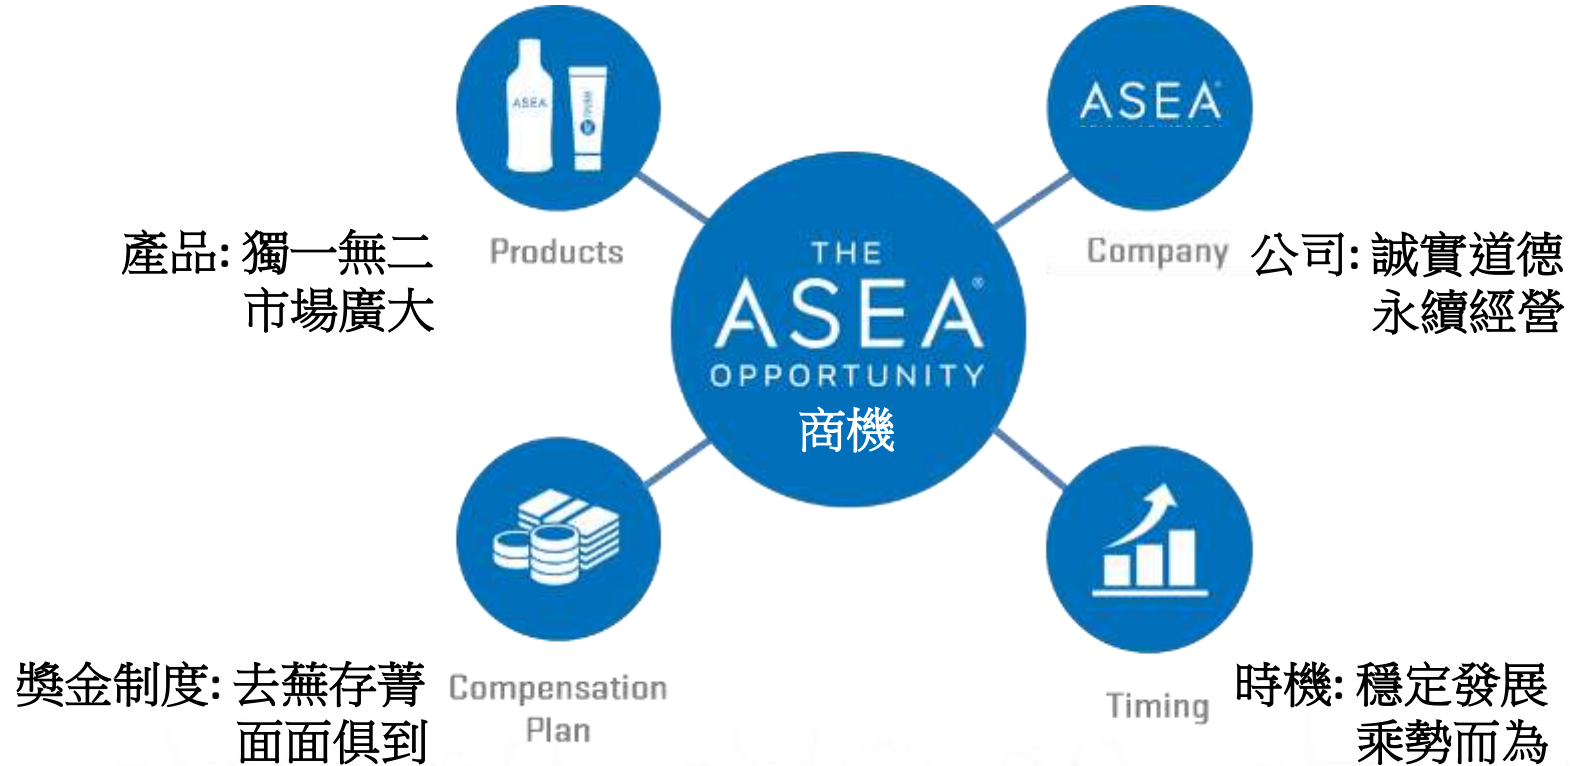 ASEA
ASEA
Products
產品: 獨一無二
市場廣大
Company
公司: 誠實道德
永續經營
THE
ASEA®
OPPORTUNITY
商機
獎金制度: 去蕪存菁
面面俱到
Compensation
Plan
Timing
時機: 穩定發展
乘勢而為